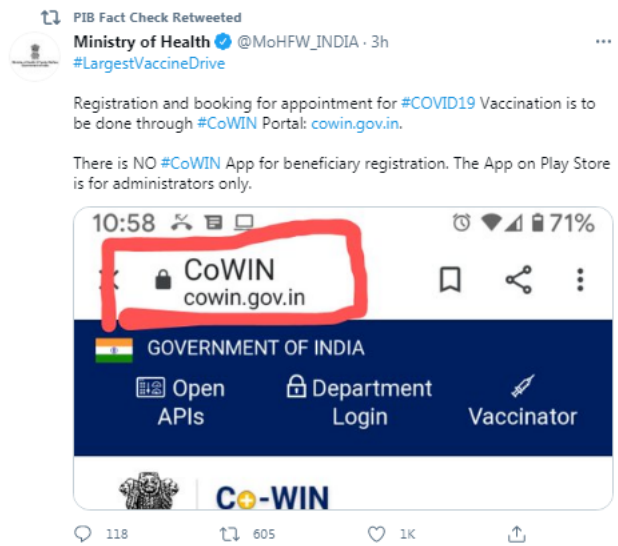 PIB Fact Check Retweeted
Ministry of Health @MoHFW_INDIA · 3h
#LargestVaccineDrive
Registration and booking for appointment for #COVID19 Vaccination is to
be done through #CoWIN Portal: cowin.gov.in.
There is NO #CoWIN App for beneficiary registration. The App on Play Store
is for administrators only.
10:58 71%
CoWIN
cowin.gov.in
GOVERNMENT OF INDIA
Open
APIs
Department
Login
Vaccinator
Co-WIN
118 605 1K